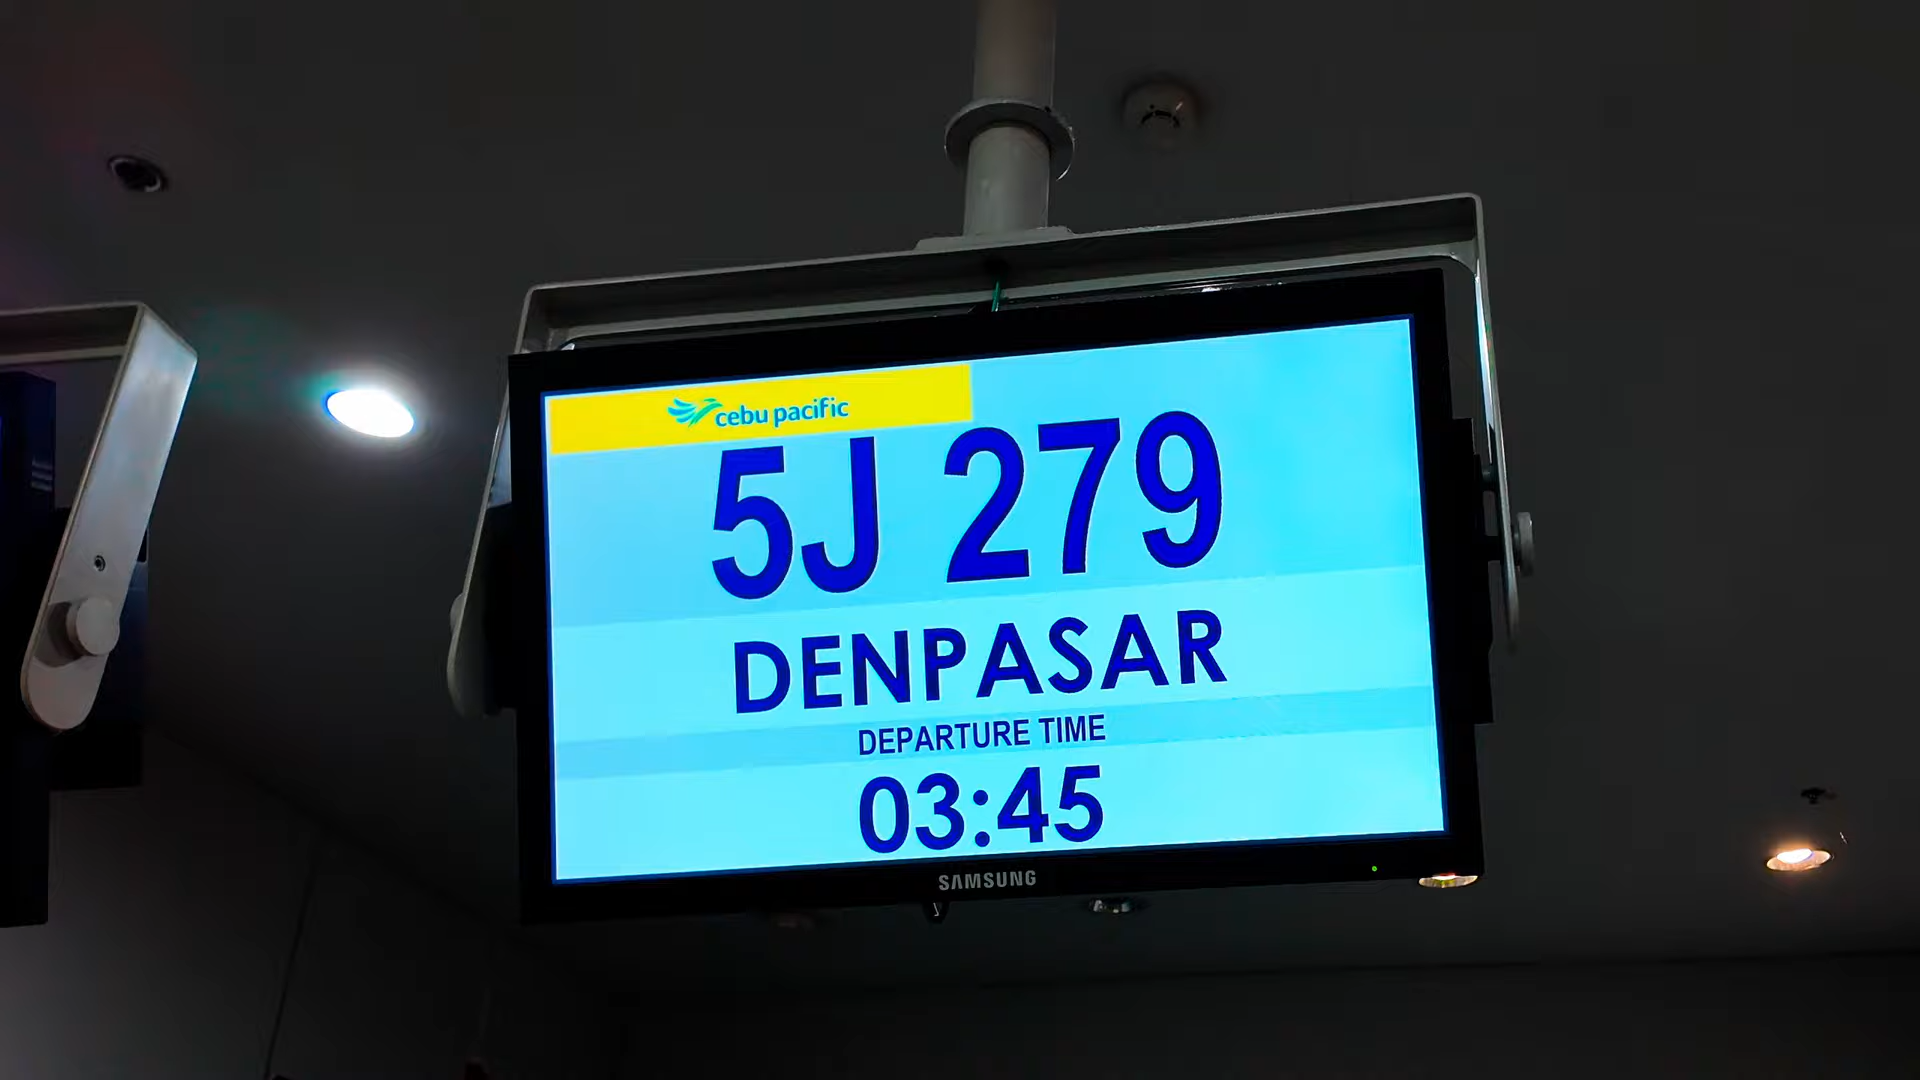 cebu pacific
5J 279
DENPASAR
DEPARTURE TIME
03:45
SAMSUNG